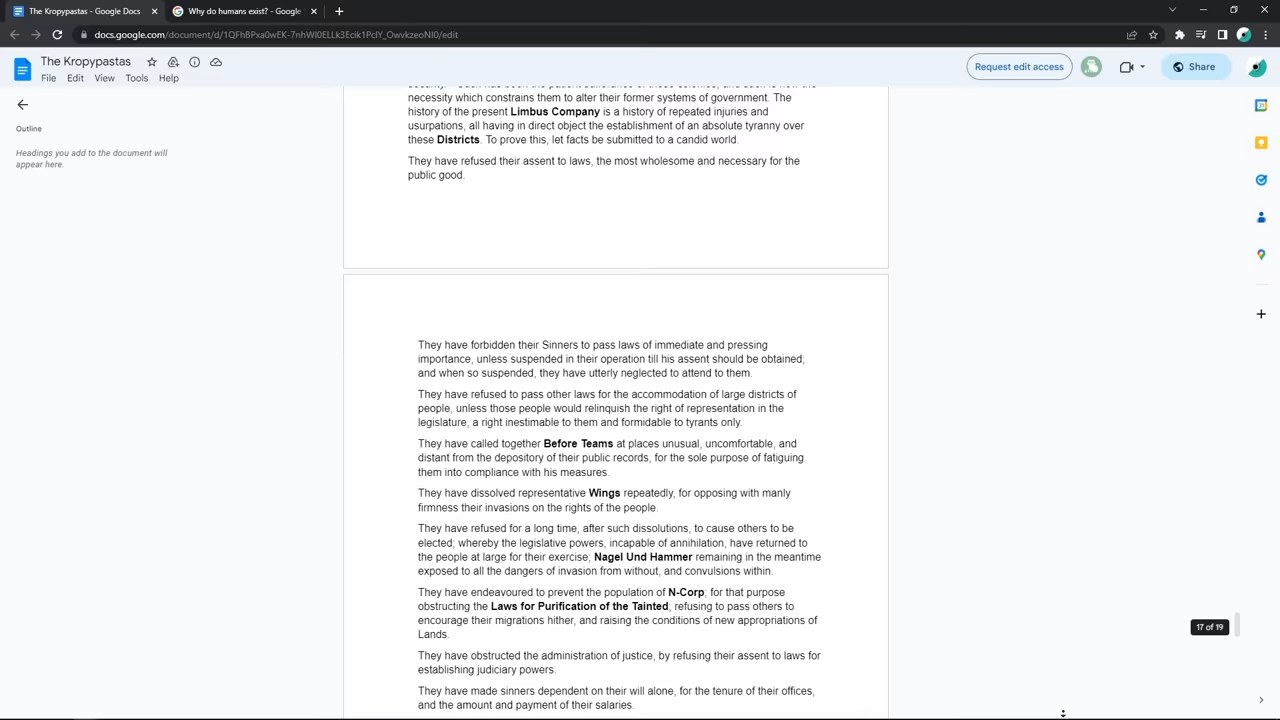 The Kropypastas - Google Docs
Why do humans exist? - Google
docs.google.com/document/d/1QFhBPxa0wEK-7nhWI0ELLk3Ecik1PclY_OwvkzeoNI0/edit
The Kropypastas
File Edit View Tools Help
Request edit access
Share
Outline
Headings you add to the document will
appear here.
necessity which constrains them to alter their former systems of government. The
history of the present Limbus Company is a history of repeated injuries and
usurpations, all having in direct object the establishment of an absolute tyranny over
these Districts. To prove this, let facts be submitted to a candid world.
They have refused their assent to laws, the most wholesome and necessary for the
public good.
They have forbidden their Sinners to pass laws of immediate and pressing
importance, unless suspended in their operation till his assent should be obtained;
and when so suspended, they have utterly neglected to attend to them.
They have refused to pass other laws for the accommodation of large districts of
people, unless those people would relinquish the right of representation in the
legislature, a right inestimable to them and formidable to tyrants only.
They have called together Before Teams at places unusual, uncomfortable, and
distant from the depository of their public records, for the sole purpose of fatiguing
them into compliance with his measures.
They have dissolved representative Wings repeatedly, for opposing with manly
firmness their invasions on the rights of the people.
They have refused for a long time, after such dissolutions, to cause others to be
elected; whereby the legislative powers, incapable of annihilation, have returned to
the people at large for their exercise; Nagel Und Hammer remaining in the meantime
exposed to all the dangers of invasion from without, and convulsions within.
They have endeavoured to prevent the population of N-Corp; for that purpose
obstructing the Laws for Purification of the Tainted; refusing to pass others to
encourage their migrations hither, and raising the conditions of new appropriations of
Lands.
They have obstructed the administration of justice, by refusing their assent to laws for
establishing judiciary powers.
They have made sinners dependent on their will alone, for the tenure of their offices,
and the amount and payment of their salaries.
17 of 19